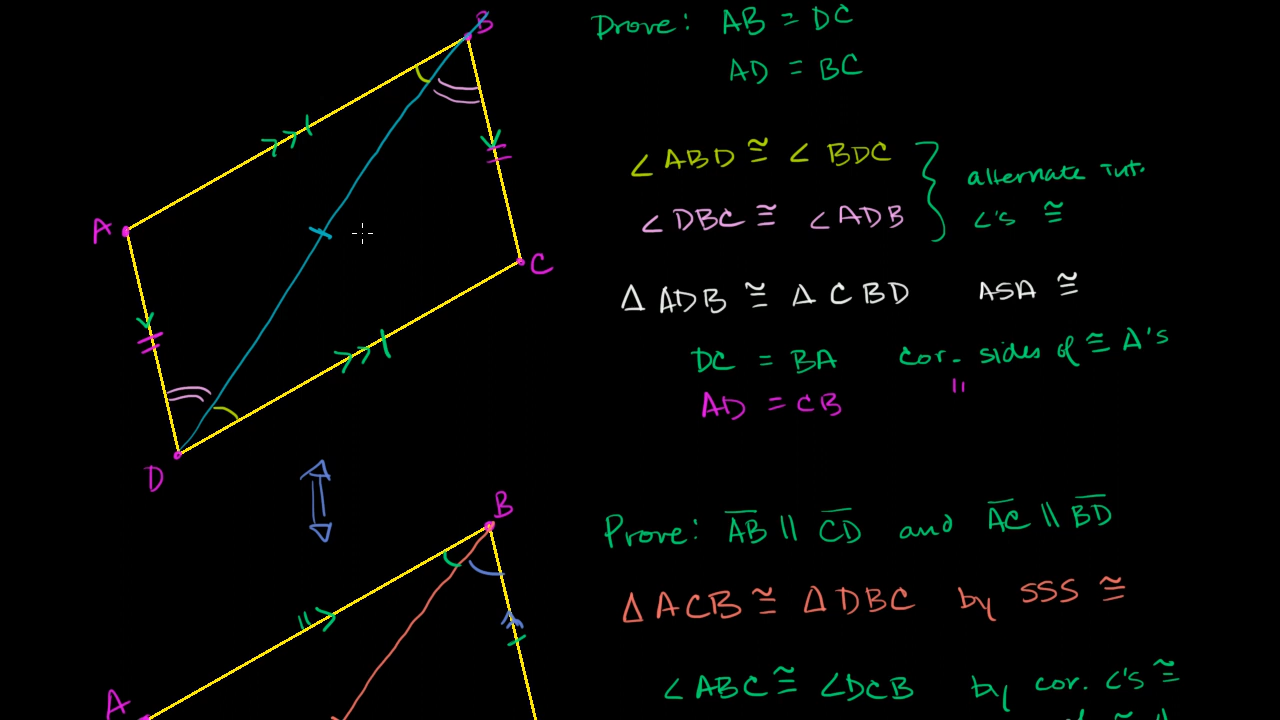 B
A
C
D
Prove: AB = DC
AD = BC
∠ABD ≅ ∠BDC
∠DBC ≅ ∠ADB
alternate int.
∠'s ≅
Δ ADB ≅ Δ CBD ASA ≅
DC = BA cor. sides of ≅ Δ's
AD = CB "
B
A
Prove: AB || CD and AC || BD
Δ ACB ≅ Δ DBC by SSS ≅
∠ABC ≅ ∠DCB by cor. ∠'s ≅